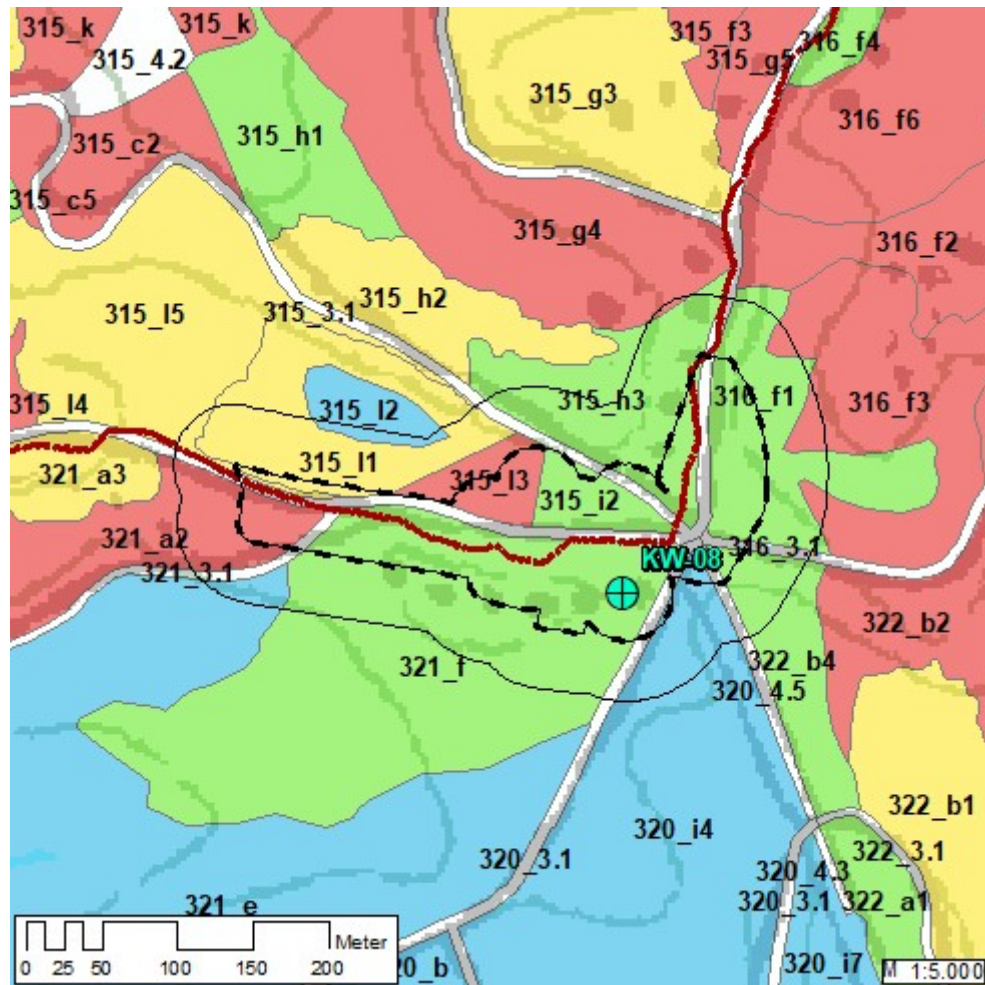 315_k
315_k
315_4.2
315_f3
315_g5
316_f4
315_g3
316_f6
315_h1
315_c2
315_c5
315_g4
316_f2
315_h2
315_l5
315_3.1
315_l4
315_l2
315_h3
316_f1
316_f3
321_a3
315_l1
315_l3
315_i2
321_a2
321_3.1
KW-08
316_3.1
322_b2
321_f
322_b4
320_4.5
322_b1
320_i4
320_3.1
322_3.1
320_4.3
320_3.1
322_a1
321_e
20_b
320_i7
Meter
0 25 50 100 150 200
M 1:5.000